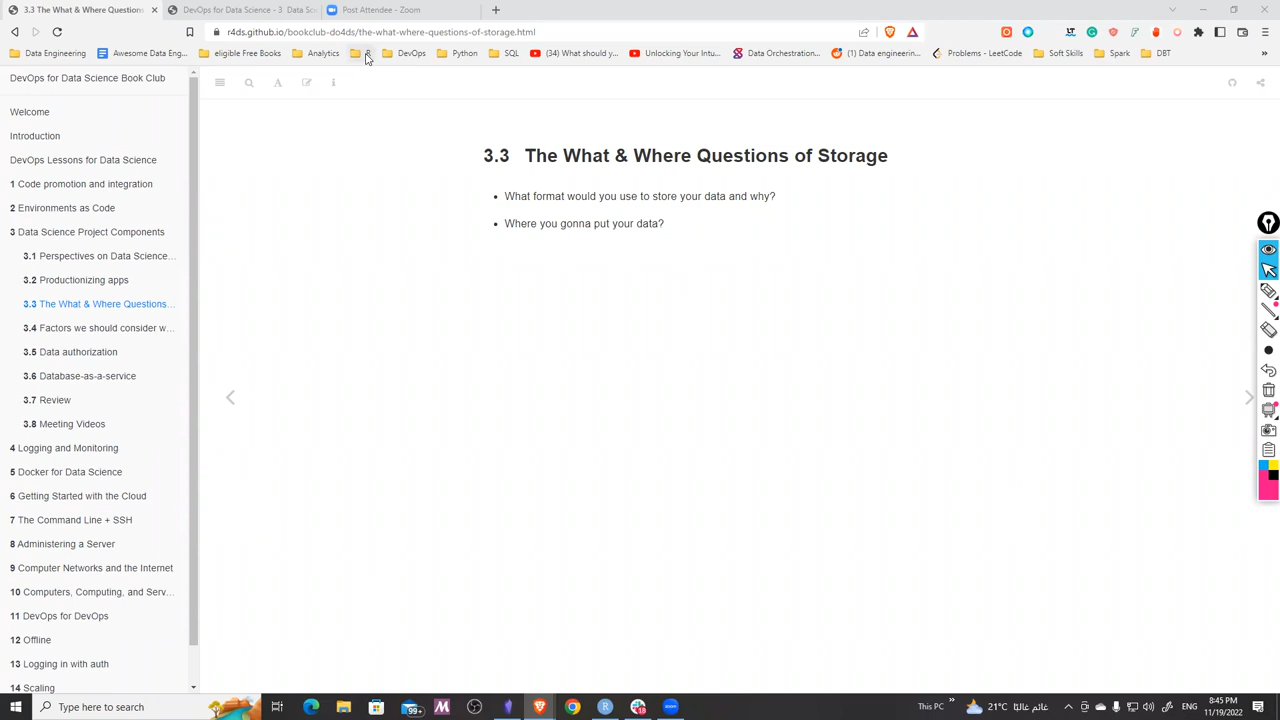 3.3 The What & Where Questions
DevOps for Data Science - 3 Data Sci
Post Attendee - Zoom
r4ds.github.io/bookclub-do4ds/the-what-where-questions-of-storage.html
Data Engineering
Awesome Data Eng...
eligible Free Books
Analytics
DevOps
Python
SQL
(34) What should y...
Unlocking Your Intu...
Data Orchestration...
(1) Data engineerin...
Problems - LeetCode
Soft Skills
Spark
DBT
DevOps for Data Science Book Club
Welcome
Introduction
DevOps Lessons for Data Science
1 Code promotion and integration
2 Environments as Code
3 Data Science Project Components
3.1 Perspectives on Data Science...
3.2 Productionizing apps
3.3 The What & Where Questions...
3.4 Factors we should consider w...
3.5 Data authorization
3.6 Database-as-a-service
3.7 Review
3.8 Meeting Videos
4 Logging and Monitoring
5 Docker for Data Science
6 Getting Started with the Cloud
7 The Command Line + SSH
8 Administering a Server
9 Computer Networks and the Internet
10 Computers, Computing, and Serv...
11 DevOps for DevOps
12 Offline
13 Logging in with auth
14 Scaling
3.3 The What & Where Questions of Storage
What format would you use to store your data and why?
Where you gonna put your data?
Type here to search
99+
This PC
21°C غائم غالبًا
ENG
8:45 PM
11/19/2022